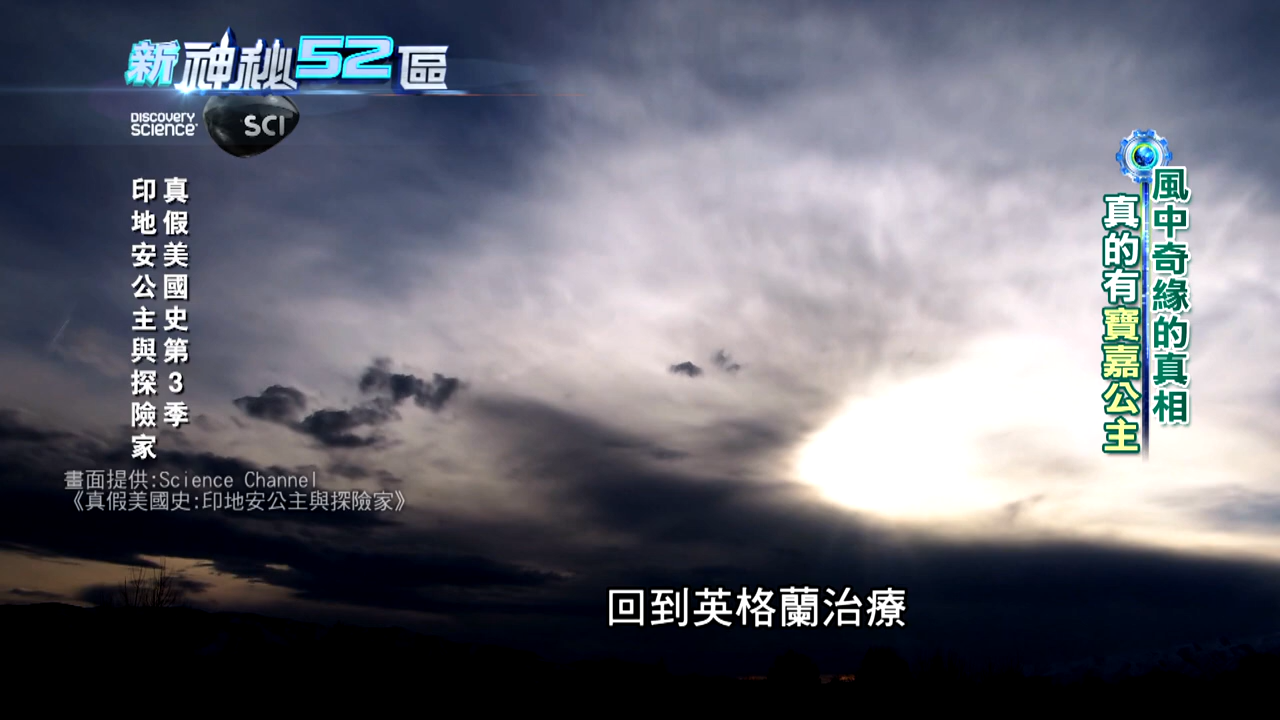 新神秘52區
DISCOVERY
SCIENCE
SCI
真假美國史第3季
印地安公主與探險家
畫面提供:Science Channel
《真假美國史:印地安公主與探險家》
風中奇緣的真相
真的有寶嘉公主
回到英格蘭治療